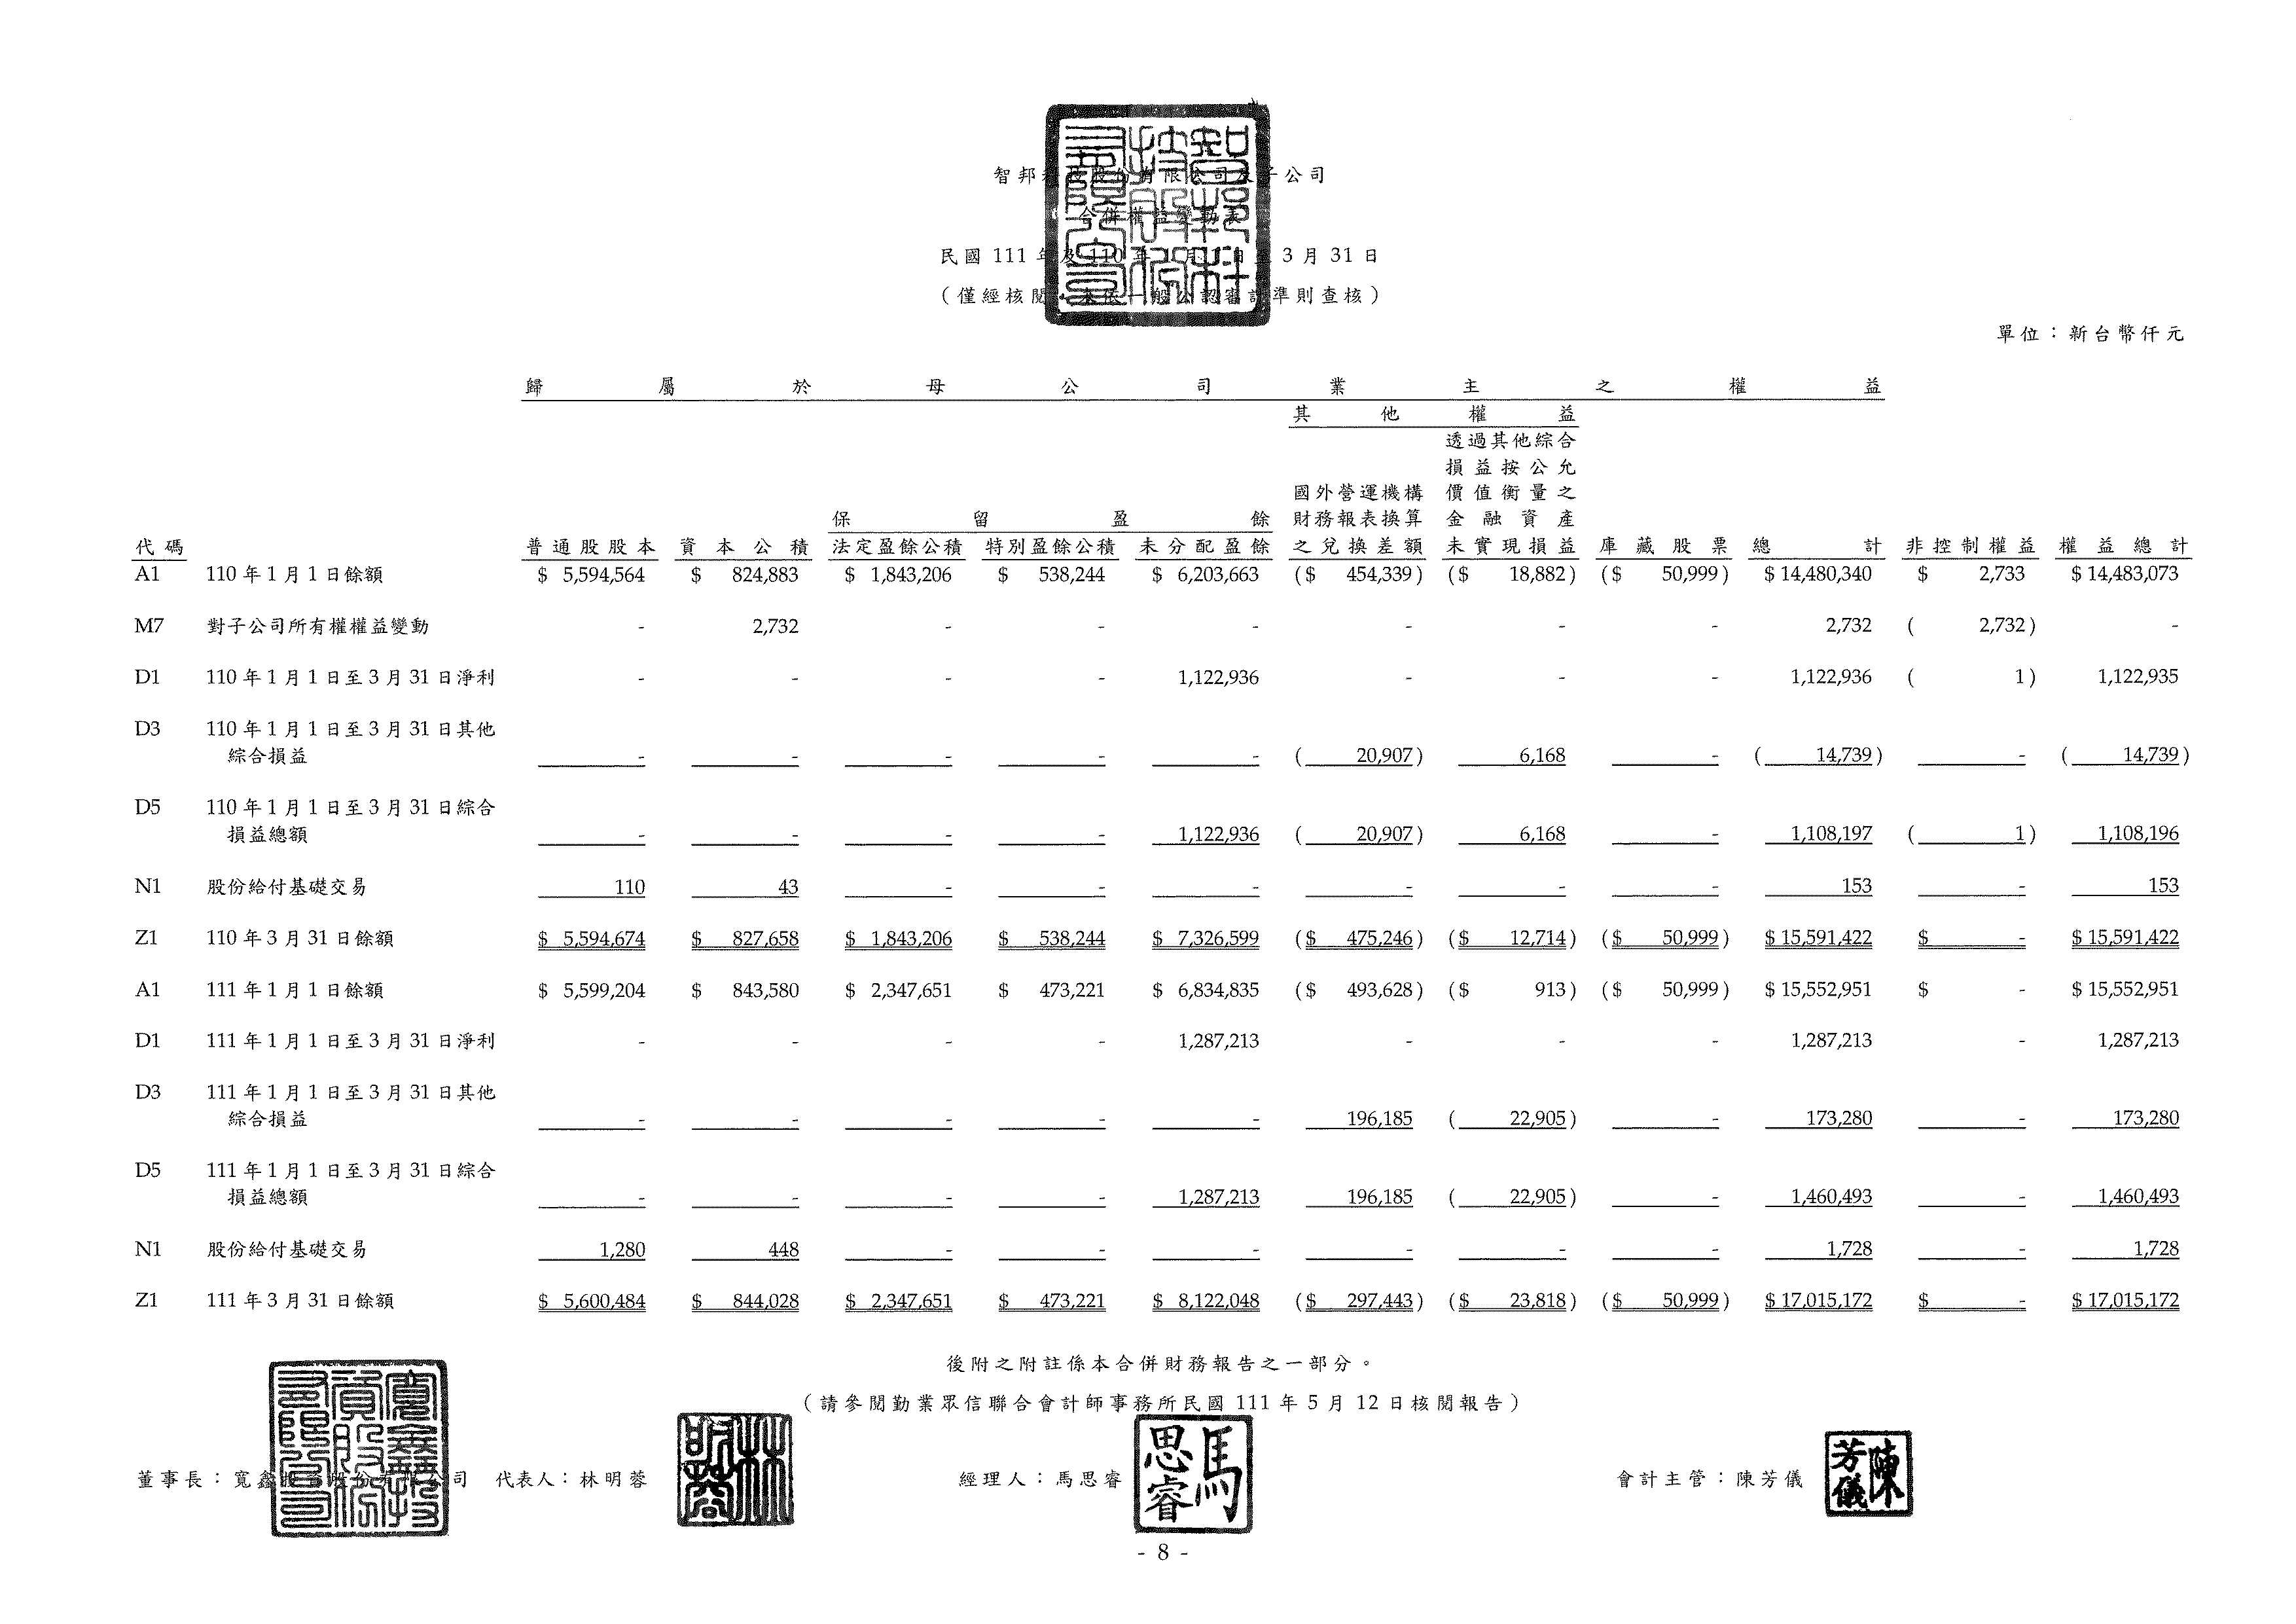 智邦科技股份有限公司及子公司
合併權益變動表
民國 111 年及 110 年 1 月 1 日至 3 月 31 日
（僅經核閱，未依一般公認審計準則查核）
單位：新台幣仟元
歸屬於母公司業主之權益
其他權益
透過其他綜合
損益按公允
國外營運機構 價值衡量之
保留盈餘 財務報表換算 金融資產
代碼 普通股股本 資本公積 法定盈餘公積 特別盈餘公積 未分配盈餘 之兌換差額 未實現損益 庫藏股票 總計 非控制權益 權益總計
A1 110 年 1 月 1 日餘額 $ 5,594,564 $ 824,883 $ 1,843,206 $ 538,244 $ 6,203,663 ($ 454,339) ($ 18,882) ($ 50,999) $ 14,480,340 $ 2,733 $ 14,483,073
M7 對子公司所有權權益變動 - 2,732 - - - - - - 2,732 ( 2,732) -
D1 110 年 1 月 1 日至 3 月 31 日淨利 - - - - 1,122,936 - - - 1,122,936 ( 1) 1,122,935
D3 110 年 1 月 1 日至 3 月 31 日其他
綜合損益 - - - - - ( 20,907) 6,168 - ( 14,739) - ( 14,739)
D5 110 年 1 月 1 日至 3 月 31 日綜合
損益總額 - - - - 1,122,936 ( 20,907) 6,168 - 1,108,197 ( 1) 1,108,196
N1 股份給付基礎交易 110 43 - - - - - - 153 - 153
Z1 110 年 3 月 31 日餘額 $ 5,594,674 $ 827,658 $ 1,843,206 $ 538,244 $ 7,326,599 ($ 475,246) ($ 12,714) ($ 50,999) $ 15,591,422 $ - $ 15,591,422
A1 111 年 1 月 1 日餘額 $ 5,599,204 $ 843,580 $ 2,347,651 $ 473,221 $ 6,834,835 ($ 493,628) ($ 913) ($ 50,999) $ 15,552,951 $ - $ 15,552,951
D1 111 年 1 月 1 日至 3 月 31 日淨利 - - - - 1,287,213 - - - 1,287,213 - 1,287,213
D3 111 年 1 月 1 日至 3 月 31 日其他
綜合損益 - - - - - 196,185 ( 22,905) - 173,280 - 173,280
D5 111 年 1 月 1 日至 3 月 31 日綜合
損益總額 - - - - 1,287,213 196,185 ( 22,905) - 1,460,493 - 1,460,493
N1 股份給付基礎交易 1,280 448 - - - - - - 1,728 - 1,728
Z1 111 年 3 月 31 日餘額 $ 5,600,484 $ 844,028 $ 2,347,651 $ 473,221 $ 8,122,048 ($ 297,443) ($ 23,818) ($ 50,999) $ 17,015,172 $ - $ 17,015,172
後附之附註係本合併財務報告之一部分。
（請參閱勤業眾信聯合會計師事務所民國 111 年 5 月 12 日核閱報告）
董事長：寬鑫投資股份有限公司 代表人：林明蓉 經理人：馬思睿 馬思睿 會計主管：陳芳儀 陳芳儀
- 8 -